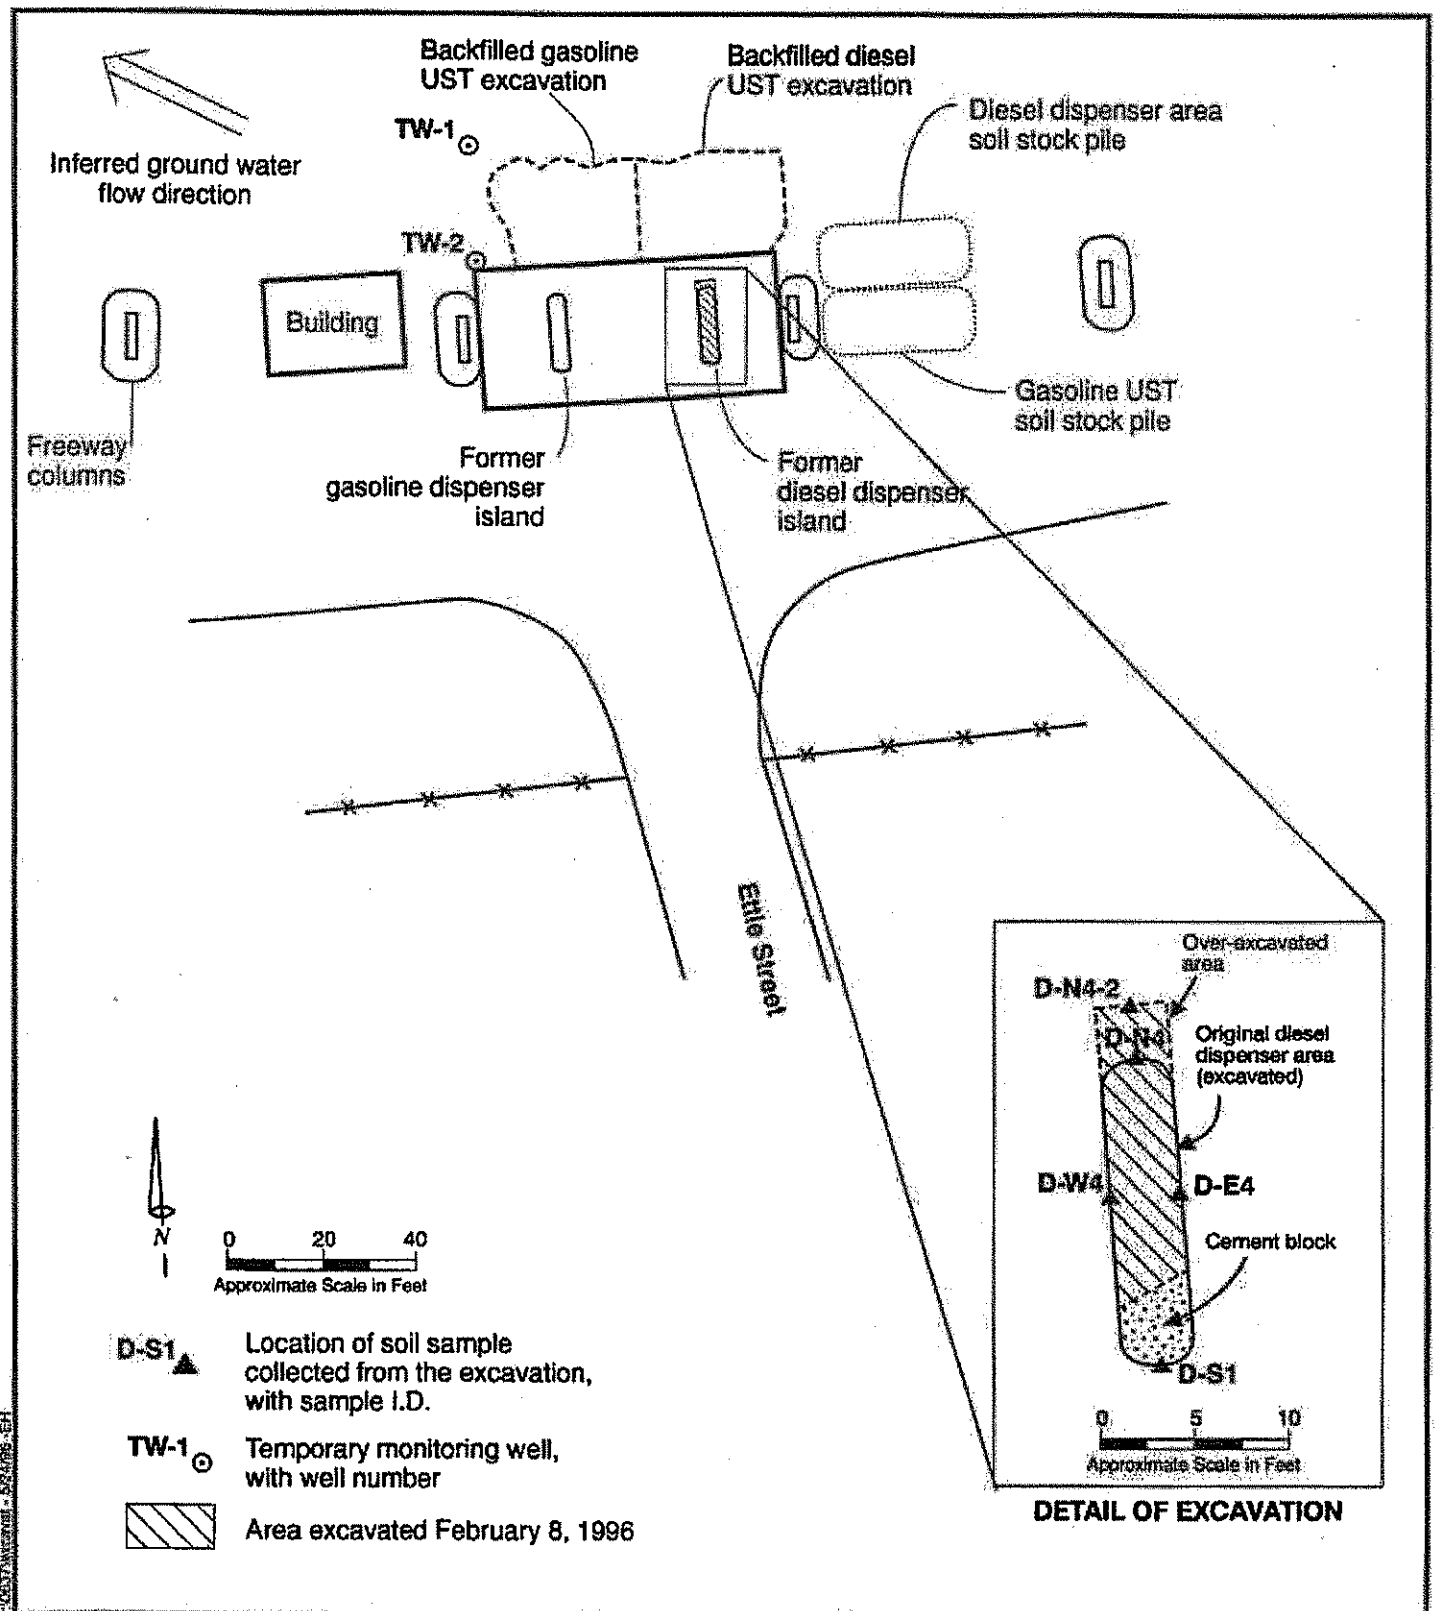 Backfilled gasoline
UST excavation
Backfilled diesel
UST excavation
Diesel dispenser area
soil stock pile
TW-1
Inferred ground water
flow direction
TW-2
Building
Freeway
columns
Former
gasoline dispenser
island
Former
diesel dispenser
island
Gasoline UST
soil stock pile
Ettie Street
Over-excavated
area
D-N4-2
D-N4
Original diesel
dispenser area
(excavated)
D-W4
D-E4
Cement block
D-S1
0 5 10
Approximate Scale in Feet
DETAIL OF EXCAVATION
N
0 20 40
Approximate Scale in Feet
D-S1
Location of soil sample
collected from the excavation,
with sample I.D.
TW-1
Temporary monitoring well,
with well number
Area excavated February 8, 1996